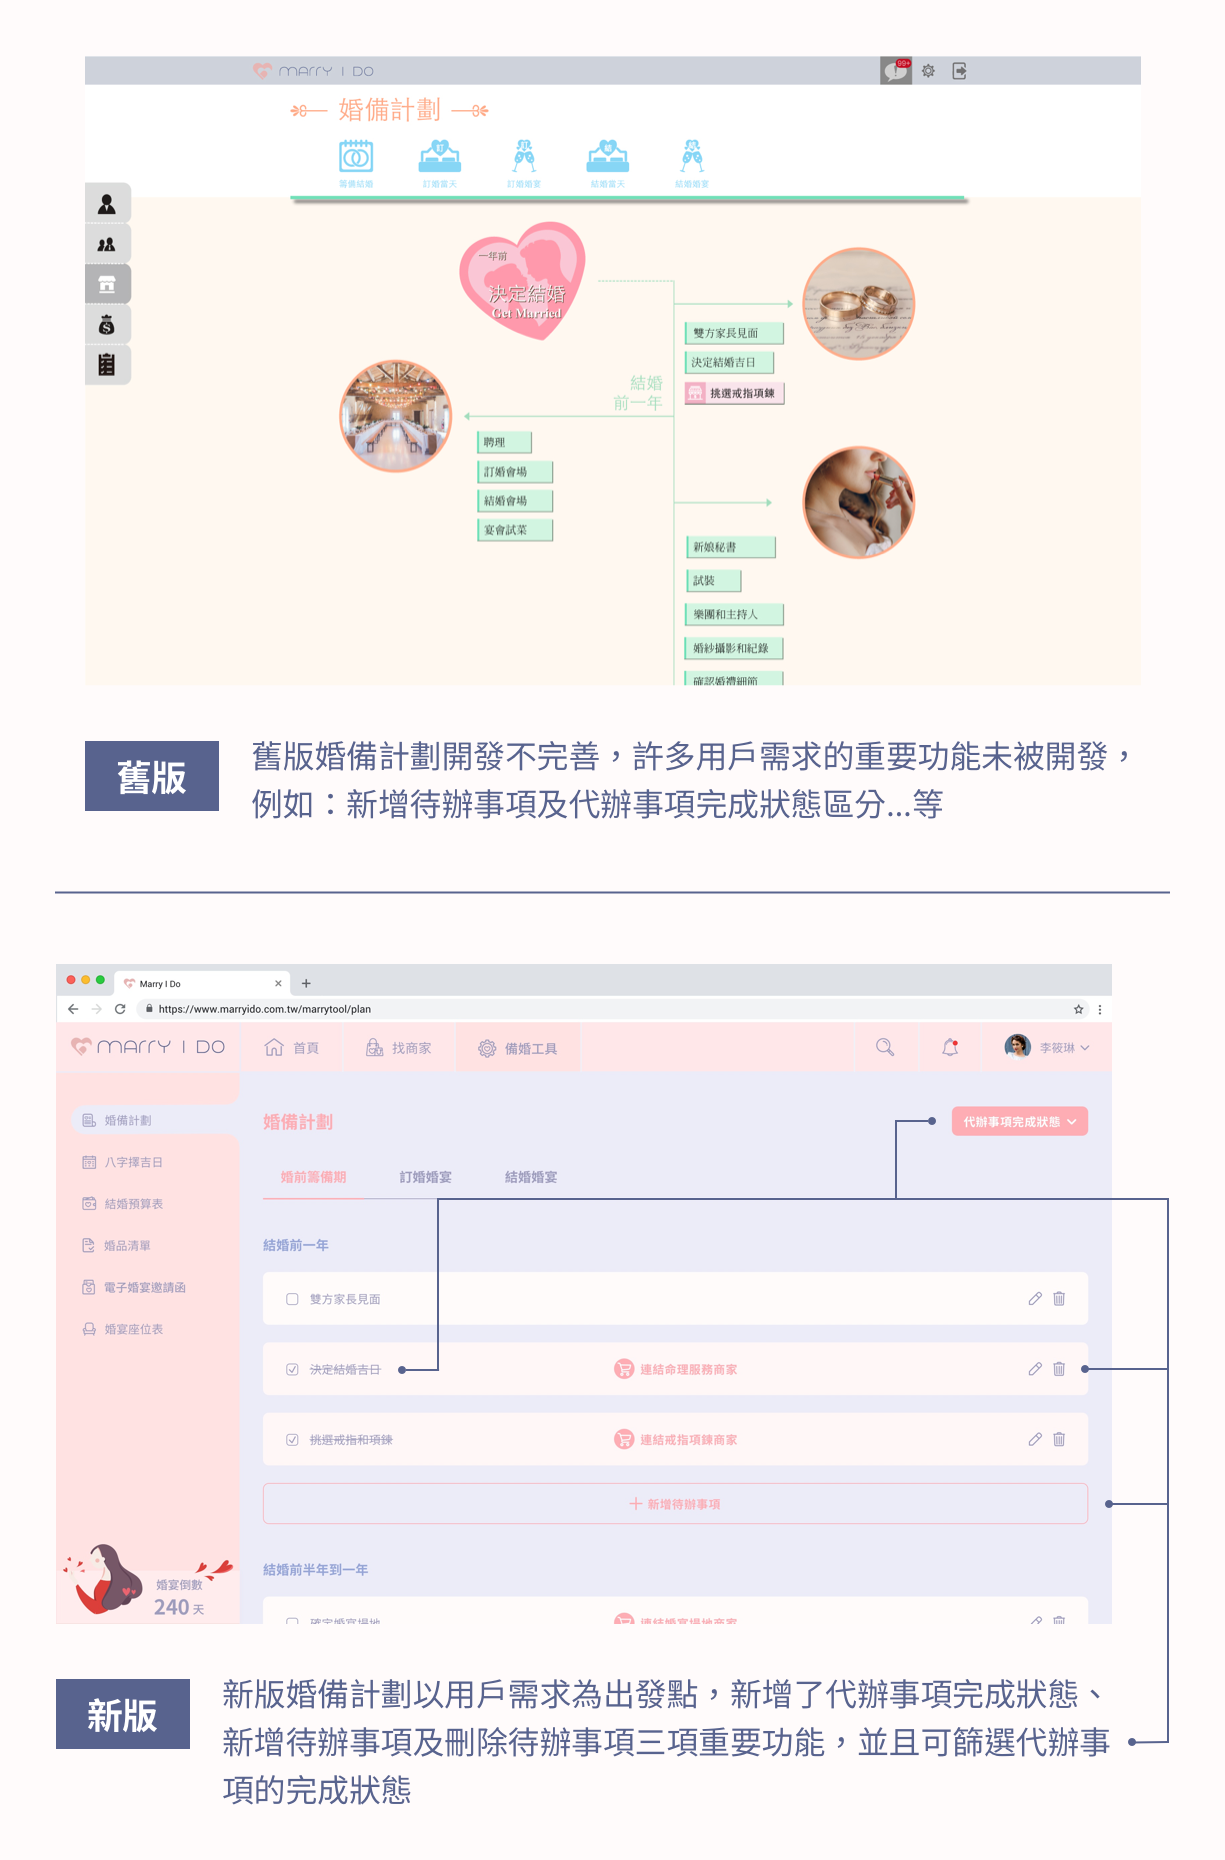 MARRY I DO
99+
婚備計劃
籌備結婚
訂婚當天
訂婚婚宴
結婚當天
結婚婚宴
一年前
決定結婚
Get Married
雙方家長見面
決定結婚吉日
挑選戒指項鍊
結婚
前一年
聘理
訂婚會場
結婚會場
宴會試菜
新娘秘書
試裝
樂團和主持人
婚紗攝影和紀錄
確認婚禮細節
舊版
舊版婚備計劃開發不完善，許多用戶需求的重要功能未被開發，
例如：新增待辦事項及代辦事項完成狀態區分...等
Marry I Do
https://www.marryido.com.tw/marrytool/plan
MARRY I DO
首頁
找商家
備婚工具
李筱琳
婚備計劃
八字擇吉日
結婚預算表
婚品清單
電子婚宴邀請函
婚宴座位表
婚宴倒數
240 天
婚備計劃
代辦事項完成狀態
婚前籌備期
訂婚婚宴
結婚婚宴
結婚前一年
雙方家長見面
決定結婚吉日
連結命理服務商家
挑選戒指和項鍊
連結戒指項鍊商家
新增待辦事項
結婚前半年到一年
確定婚宴場地
連結婚宴場地商家
新版
新版婚備計劃以用戶需求為出發點，新增了代辦事項完成狀態、
新增待辦事項及刪除待辦事項三項重要功能，並且可篩選代辦事
項的完成狀態